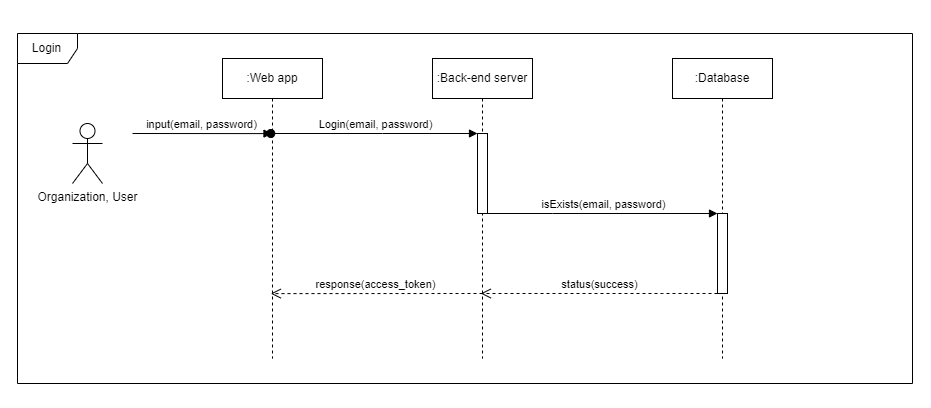 Login
:Web app
:Back-end server
:Database
input(email, password)
Login(email, password)
Organization, User
isExists(email, password)
response(access_token)
status(success)